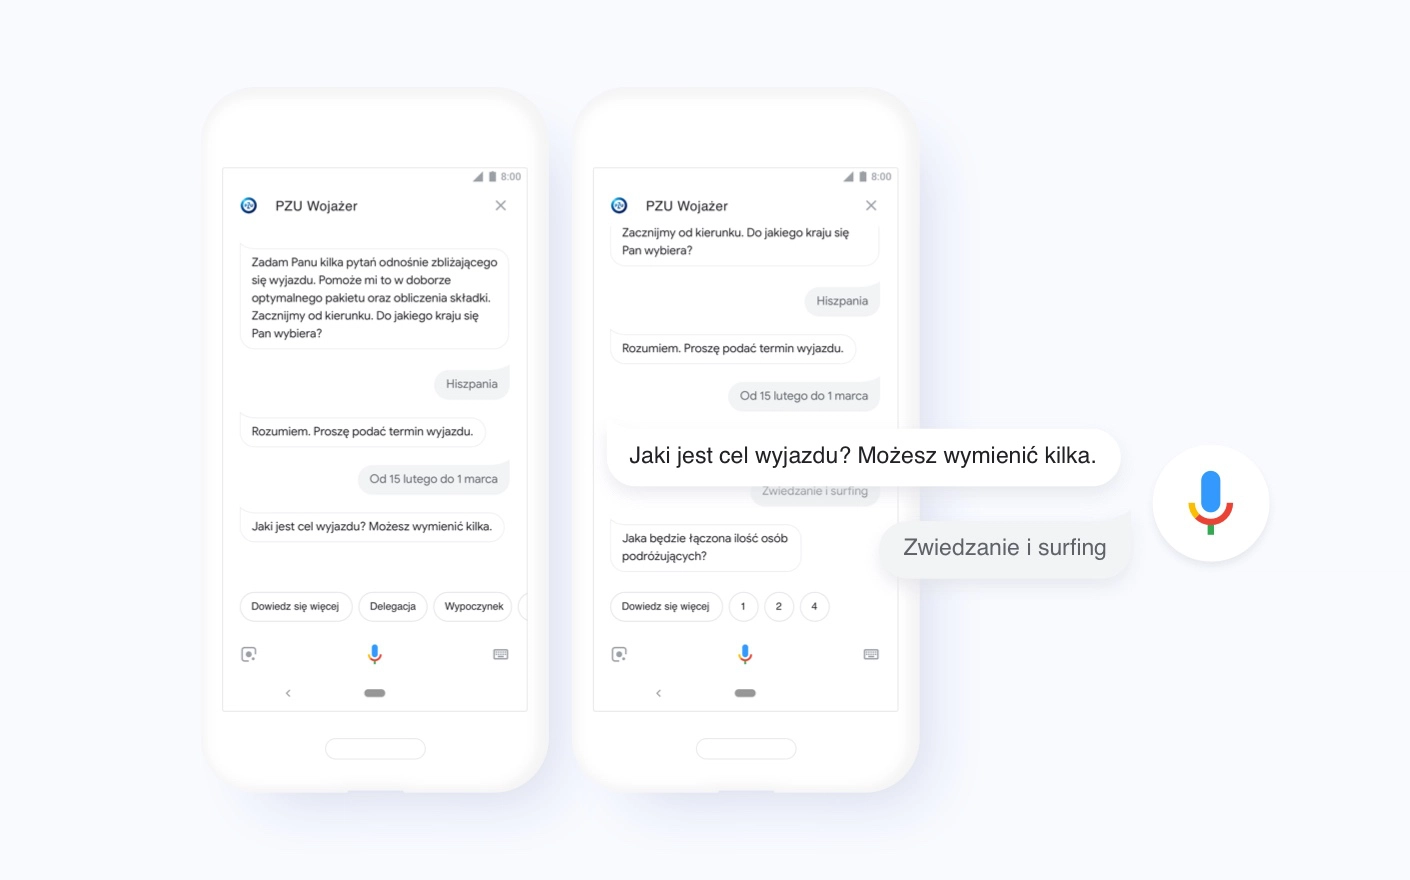 8:00
PZU Wojażer
Zadam Panu kilka pytań odnośnie zbliżającego
się wyjazdu. Pomoże mi to w doborze
optymalnego pakietu oraz obliczenia składki.
Zacznijmy od kierunku. Do jakiego kraju się
Pan wybiera?
Hiszpania
Rozumiem. Proszę podać termin wyjazdu.
Od 15 lutego do 1 marca
Jaki jest cel wyjazdu? Możesz wymienić kilka.
Dowiedz się więcej
Delegacja
Wypoczynek
8:00
PZU Wojażer
Zacznijmy od kierunku. Do jakiego kraju się
Pan wybiera?
Hiszpania
Rozumiem. Proszę podać termin wyjazdu.
Od 15 lutego do 1 marca
Jaki jest cel wyjazdu? Możesz wymienić kilka.
Zwiedzanie i surfing
Zwiedzanie i surfing
Jaka będzie łączona ilość osób
podróżujących?
Dowiedz się więcej
1
2
4